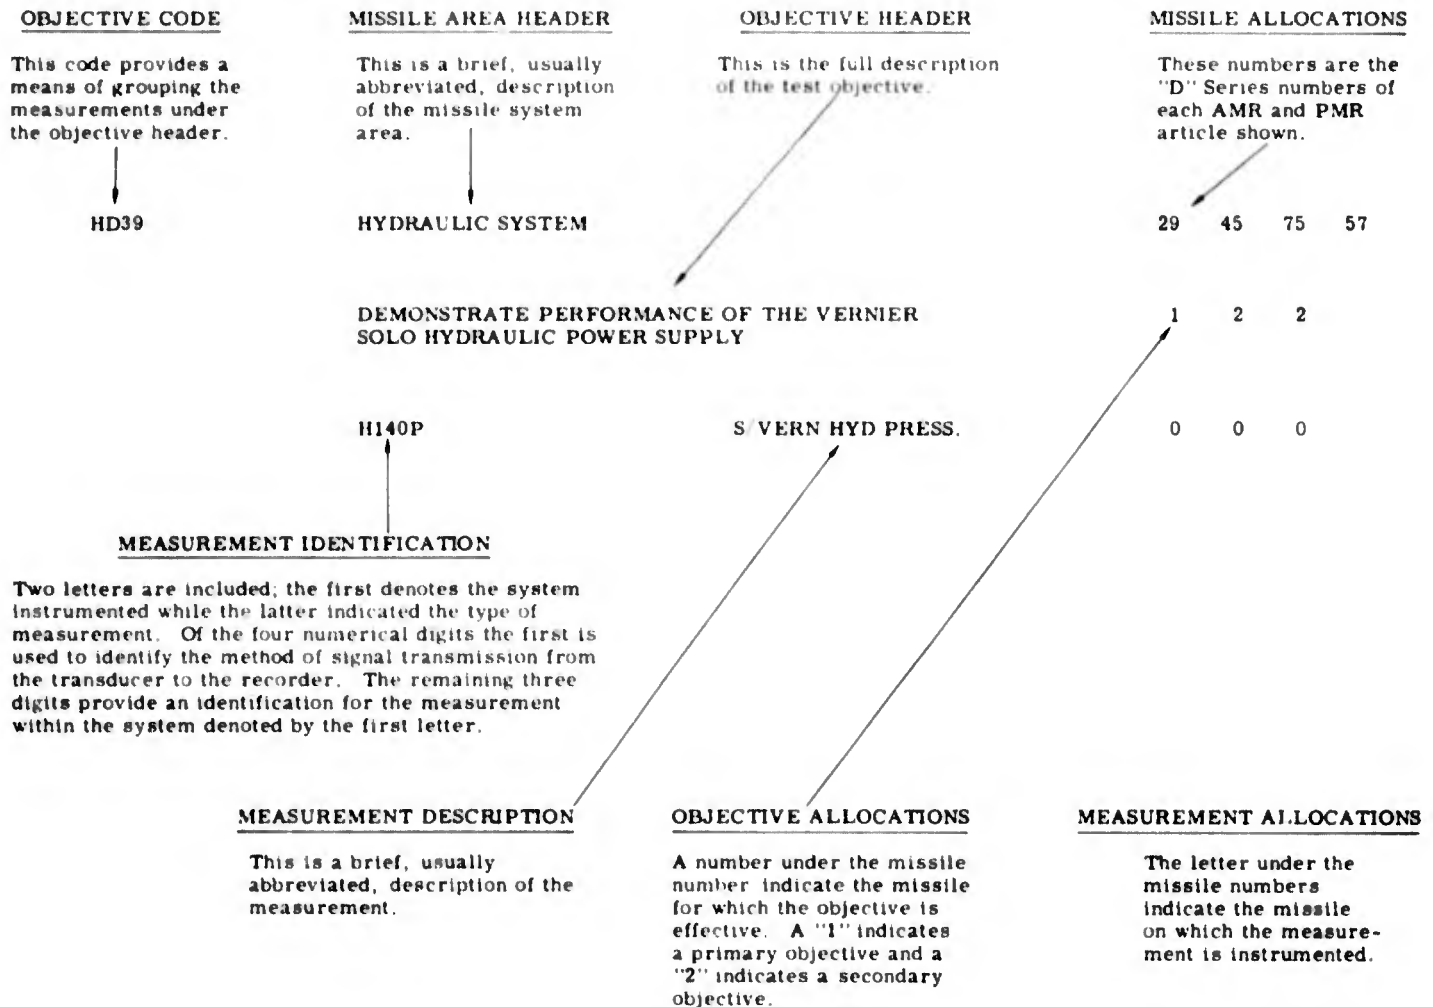 OBJECTIVE CODE
This code provides a
means of grouping the
measurements under
the objective header.
MISSILE AREA HEADER
This is a brief, usually
abbreviated, description
of the missile system
area.
OBJECTIVE HEADER
This is the full description
of the test objective.
MISSILE ALLOCATIONS
These numbers are the
"D" Series numbers of
each AMR and PMR
article shown.
HD39 HYDRAULIC SYSTEM 29 45 75 57
DEMONSTRATE PERFORMANCE OF THE VERNIER 1 2 2
SOLO HYDRAULIC POWER SUPPLY
H140P S/VERN HYD PRESS. 0 0 0
MEASUREMENT IDENTIFICATION
Two letters are included; the first denotes the system
instrumented while the latter indicated the type of
measurement. Of the four numerical digits the first is
used to identify the method of signal transmission from
the transducer to the recorder. The remaining three
digits provide an identification for the measurement
within the system denoted by the first letter.
MEASUREMENT DESCRIPTION
This is a brief, usually
abbreviated, description of the
measurement.
OBJECTIVE ALLOCATIONS
A number under the missile
number indicate the missile
for which the objective is
effective. A "1" indicates
a primary objective and a
"2" indicates a secondary
objective.
MEASUREMENT ALLOCATIONS
The letter under the
missile numbers
indicate the missile
on which the measure-
ment is instrumented.